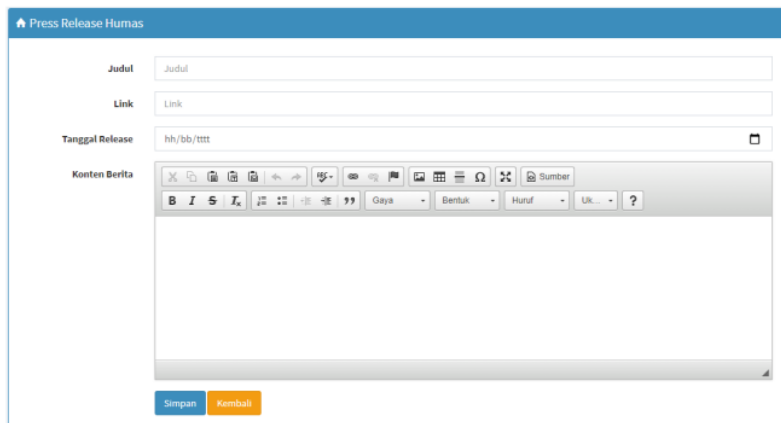 Press Release Humas
Judul Judul
Link Link
Tanggal Release hh/bb/tttt
Konten Berita
Sumber
B I S Ix Gaya Bentuk Huruf Uk... ?
Simpan Kembali